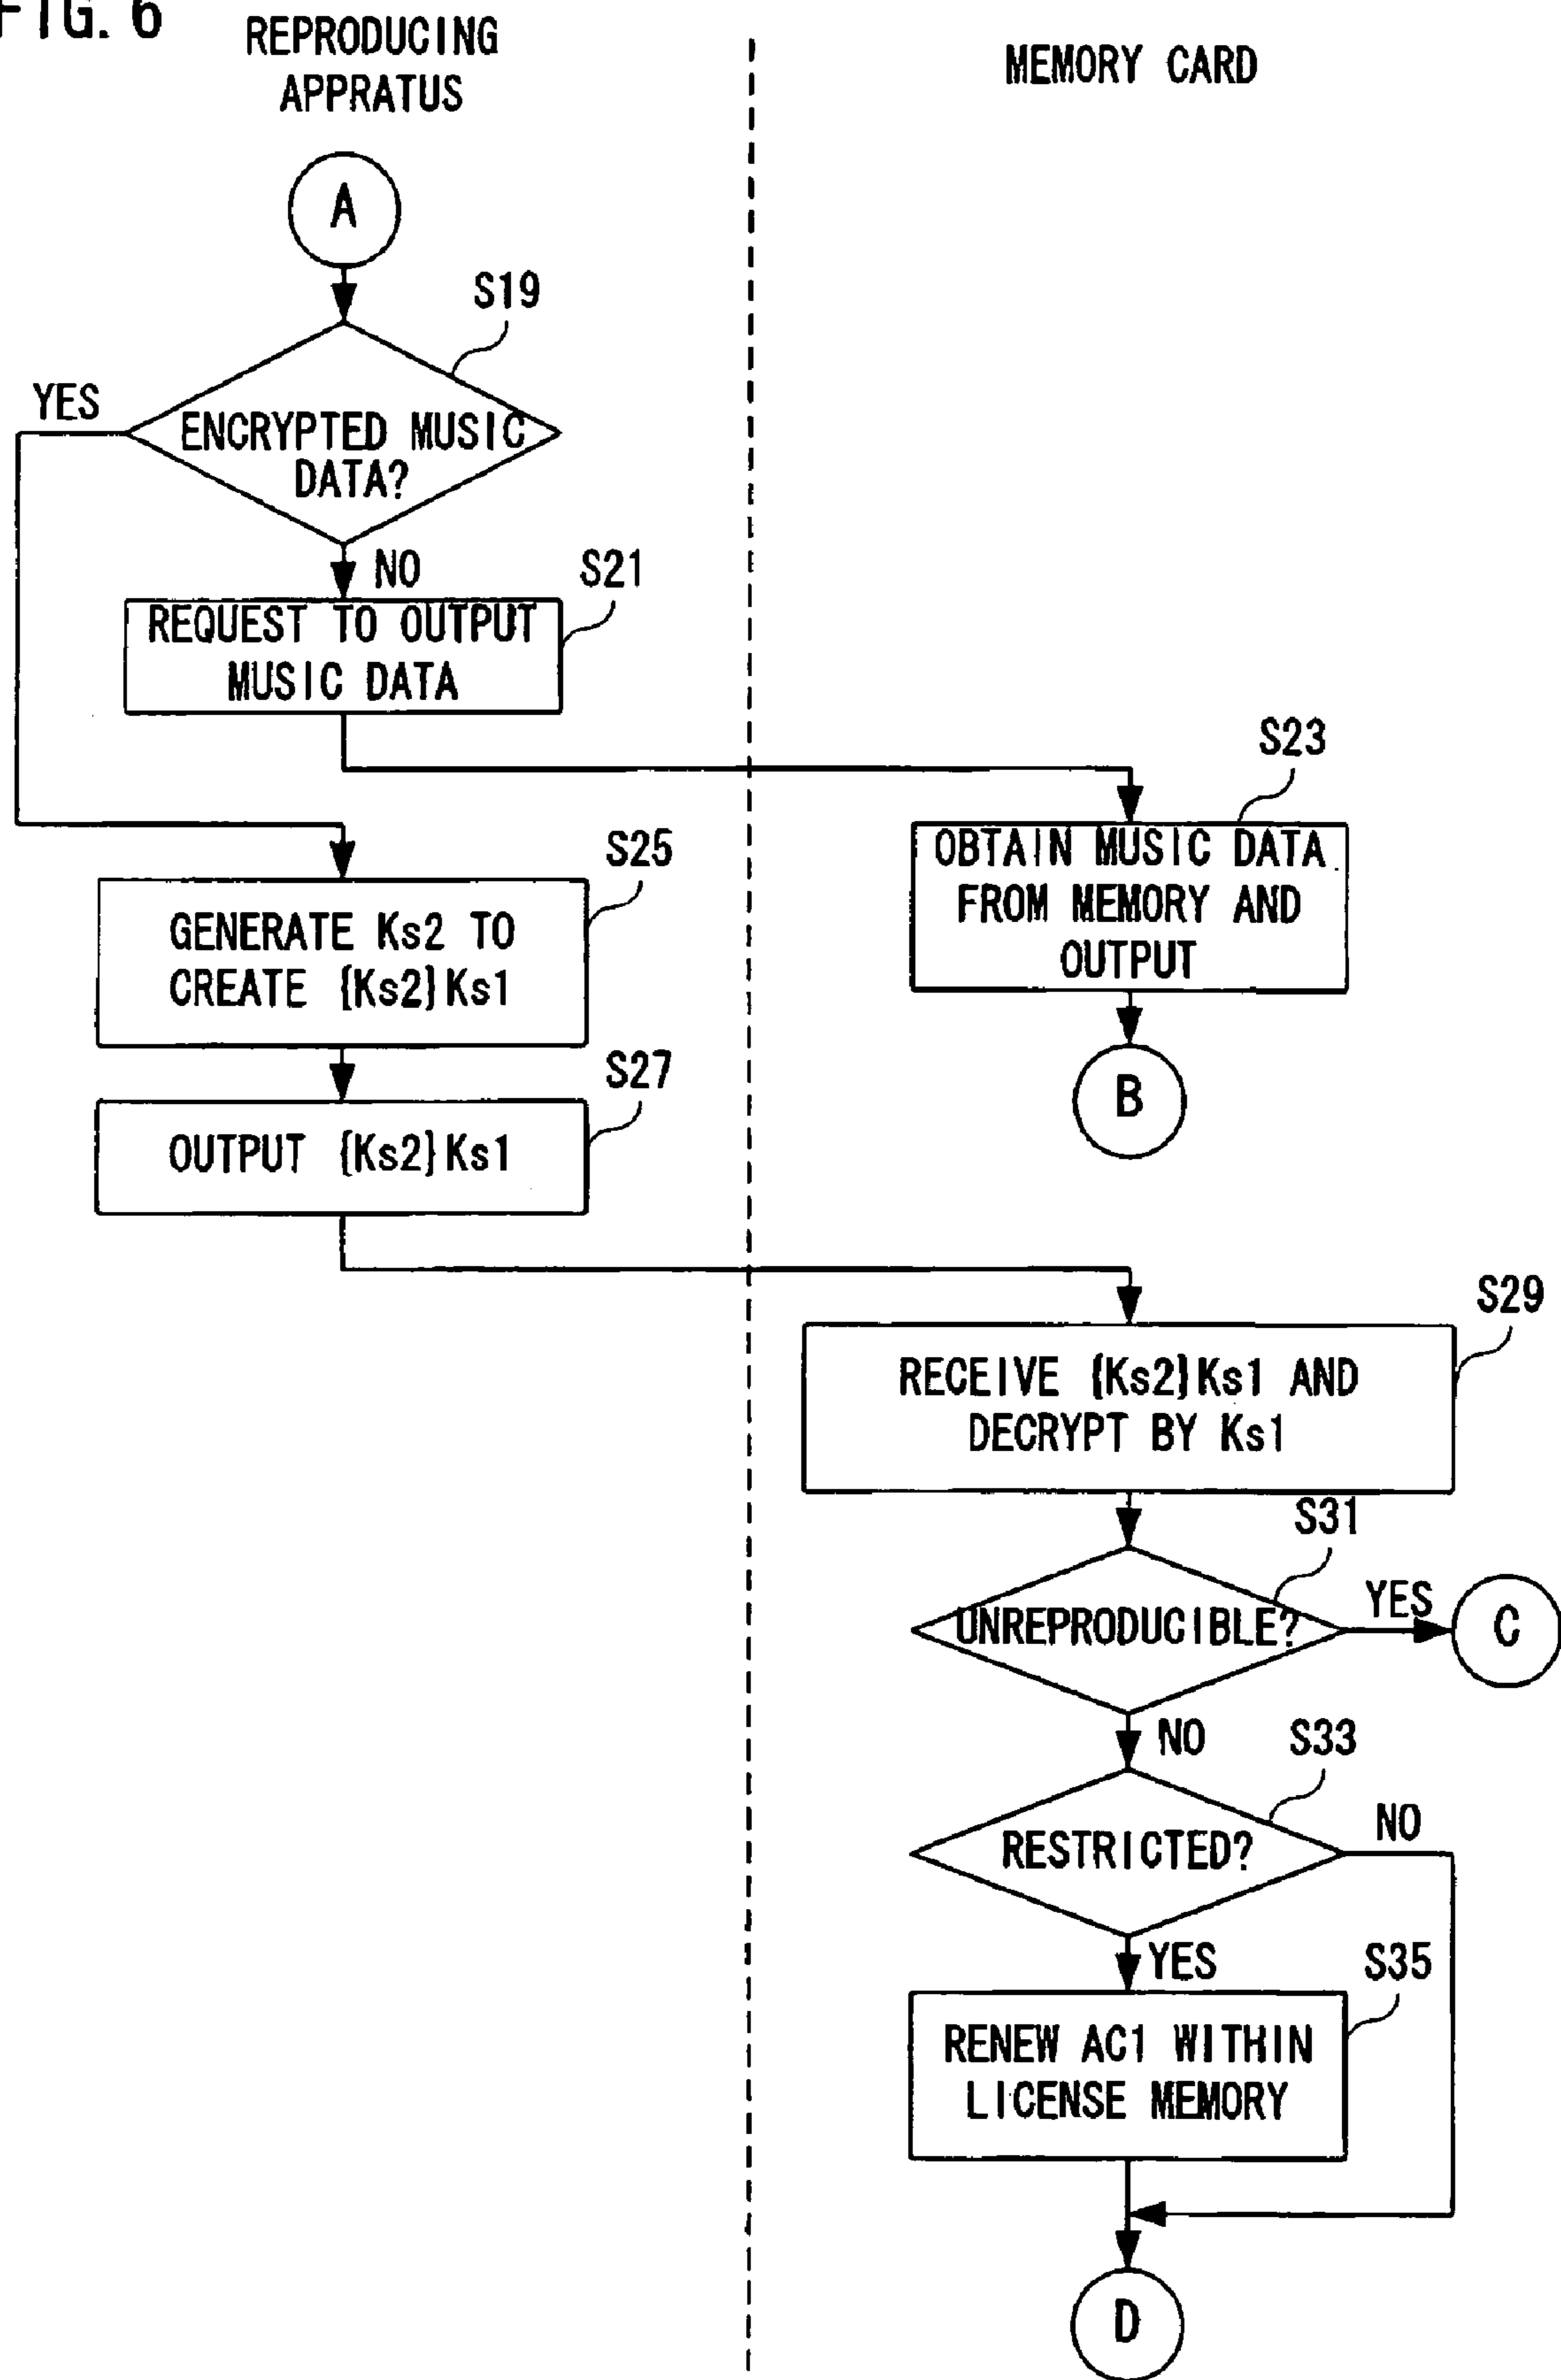 FIG. 6
REPRODUCING
APPRATUS
MEMORY CARD
A
S19
YES
ENCRYPTED MUSIC
DATA?
NO
S21
REQUEST TO OUTPUT
MUSIC DATA
S23
OBTAIN MUSIC DATA
FROM MEMORY AND
OUTPUT
B
S25
GENERATE Ks2 TO
CREATE {Ks2}Ks1
S27
OUTPUT {Ks2}Ks1
S29
RECEIVE {Ks2}Ks1 AND
DECRYPT BY Ks1
S31
UNREPRODUCIBLE?
YES
C
NO
S33
RESTRICTED?
NO
YES
S35
RENEW AC1 WITHIN
LICENSE MEMORY
D